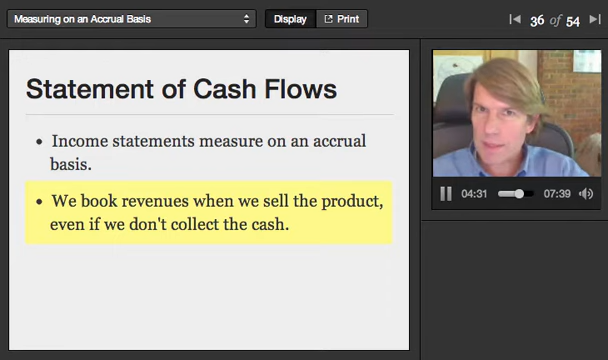 Measuring on an Accrual Basis
Display
Print
36 of 54
Statement of Cash Flows
• Income statements measure on an accrual
basis.
• We book revenues when we sell the product,
even if we don't collect the cash.
04:31
07:39